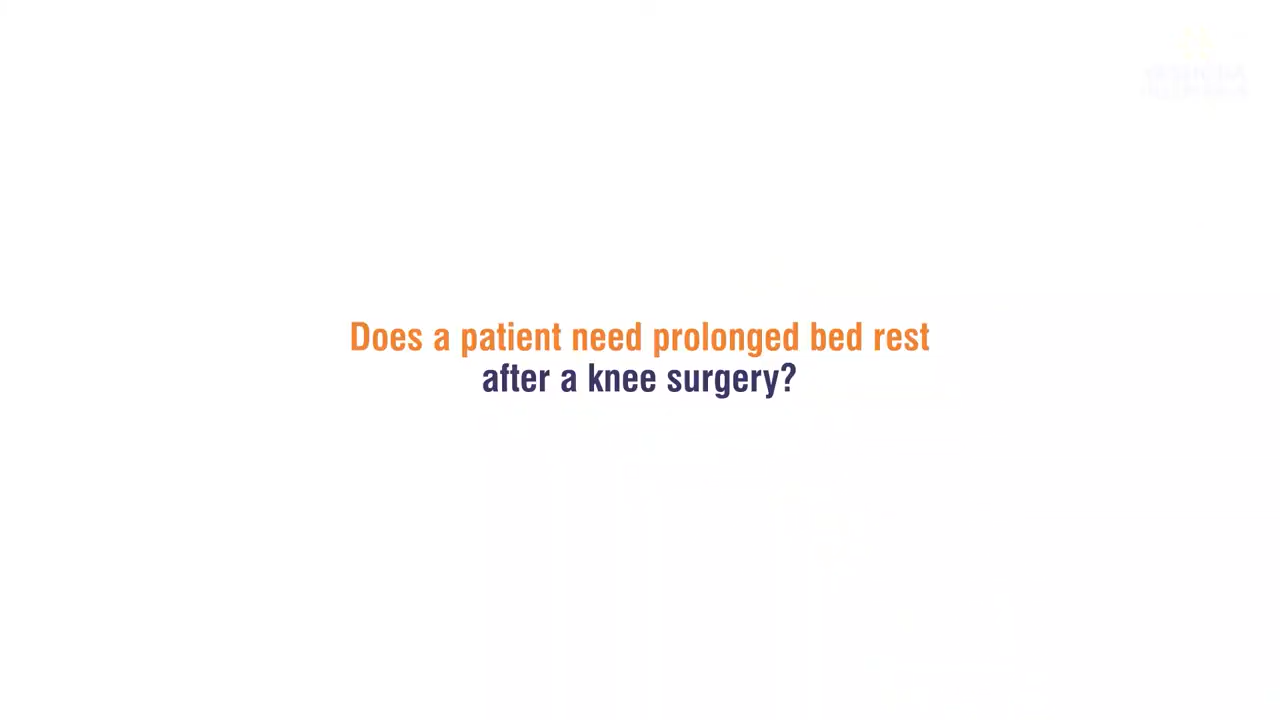 Does a patient need prolonged bed rest
after a knee surgery?